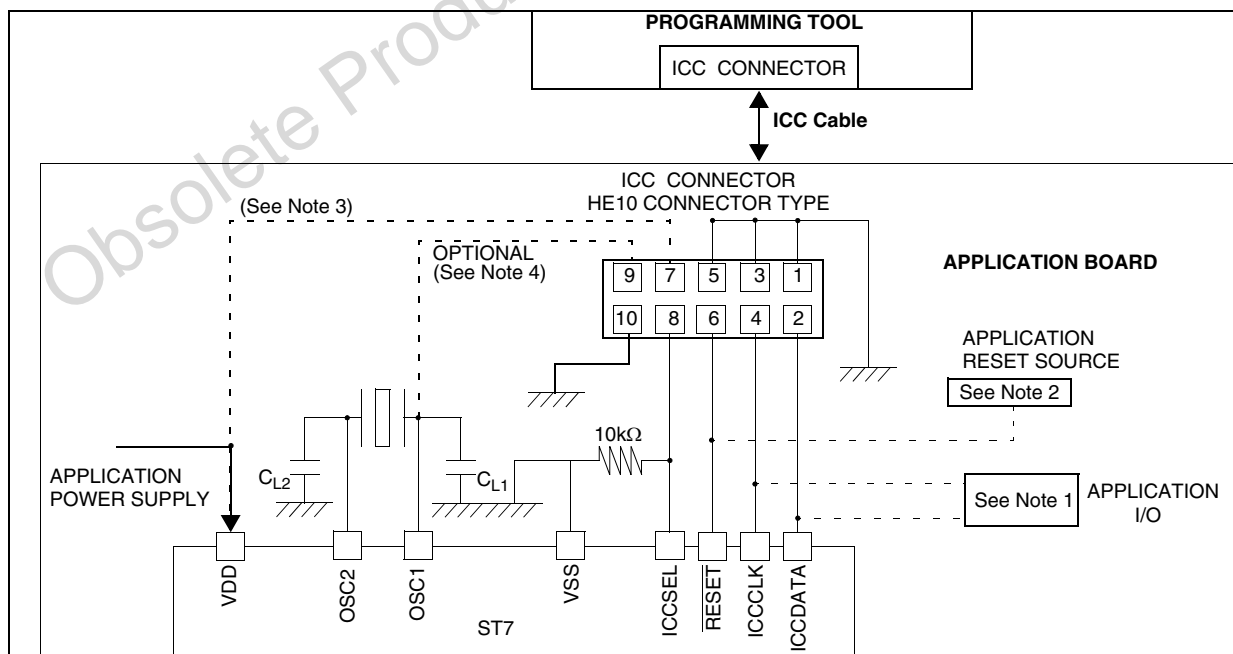 Obsolete Produ
PROGRAMMING TOOL
ICC CONNECTOR
ICC Cable
ICC CONNECTOR
HE10 CONNECTOR TYPE
(See Note 3)
OPTIONAL
(See Note 4)
9 7 5 3 1
10 8 6 4 2
APPLICATION BOARD
APPLICATION
RESET SOURCE
See Note 2
10kΩ
APPLICATION
POWER SUPPLY
CL2
CL1
See Note 1
APPLICATION
I/O
VDD
OSC2
OSC1
VSS
ICCSEL
RESET
ICCCLK
ICCDATA
ST7